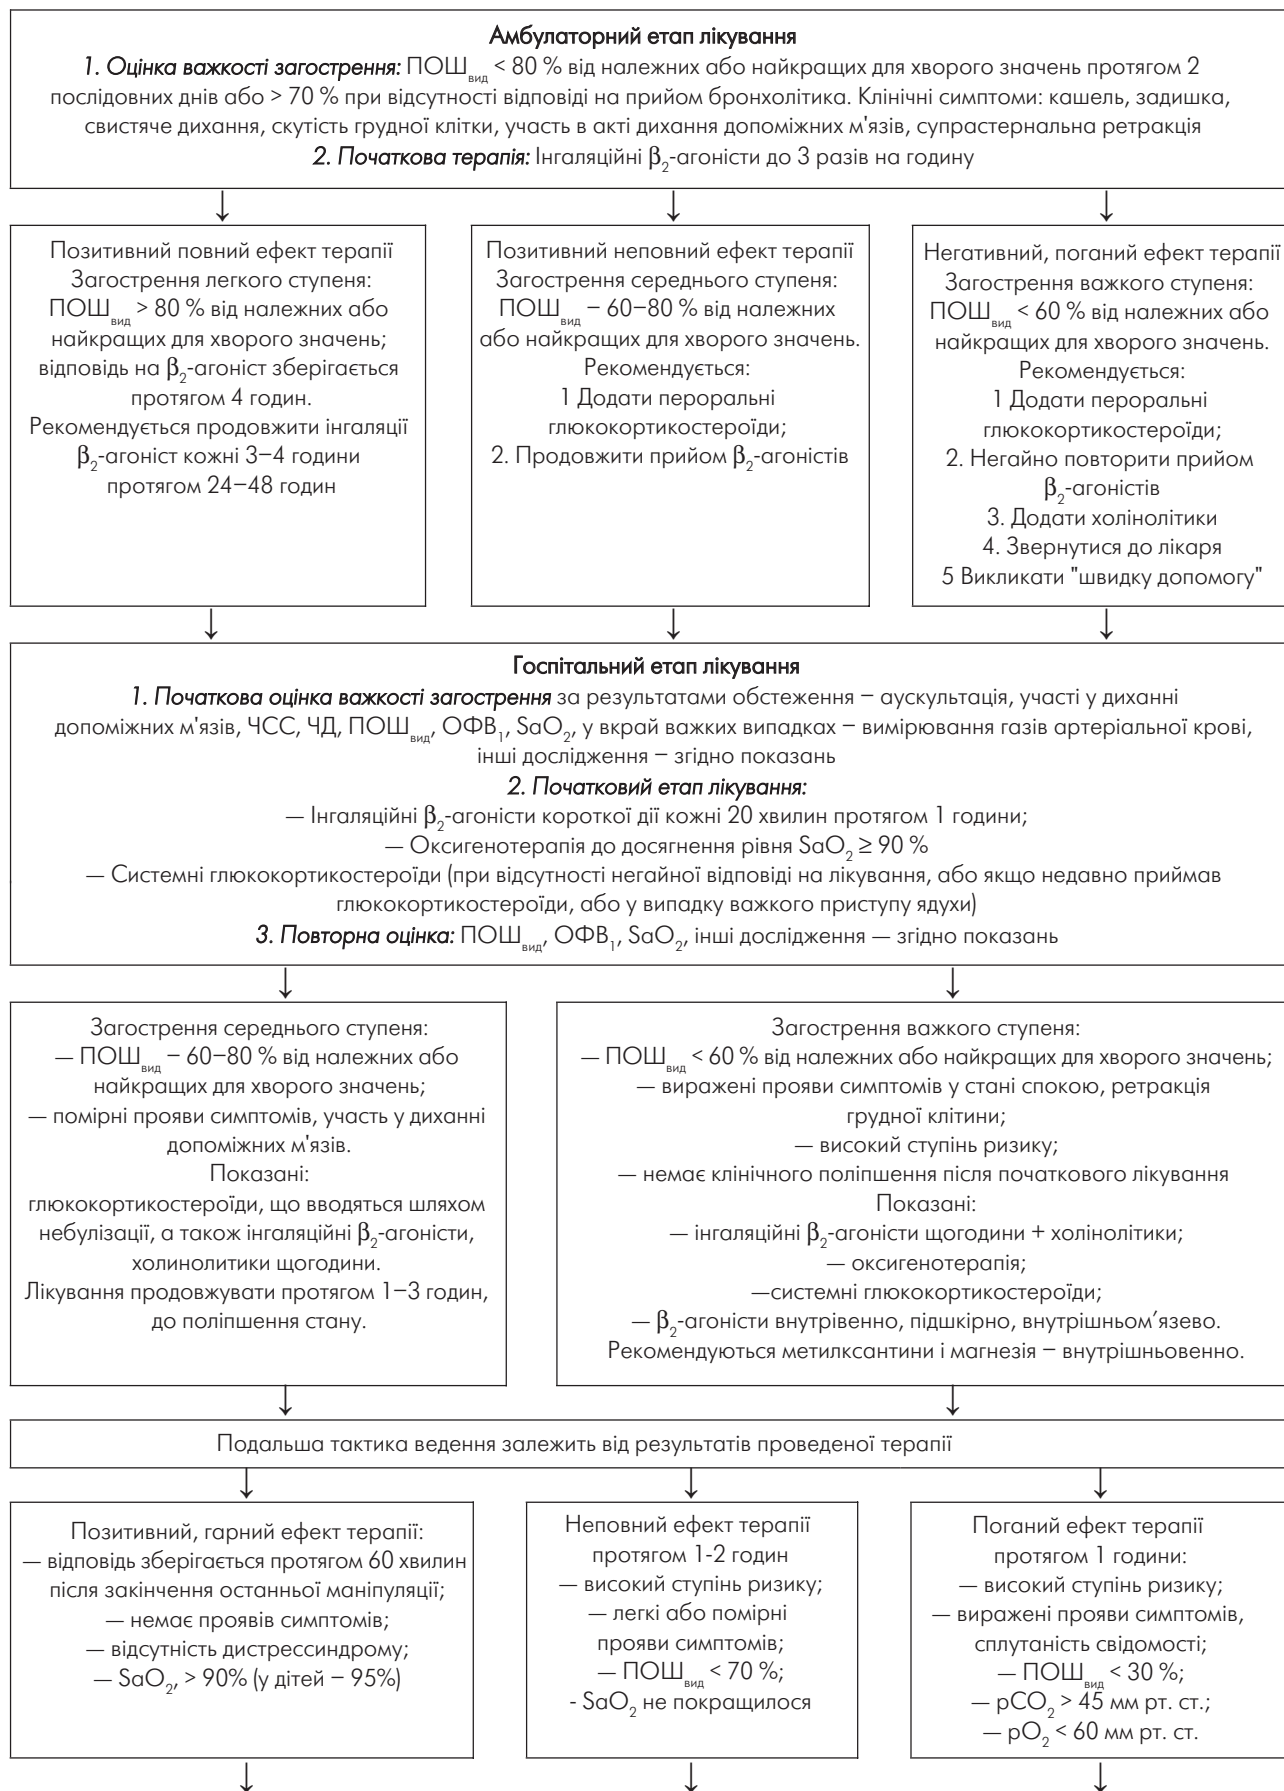 Амбулаторний етап лікування
1. Оцінка важкості загострення: ПОШвид < 80 % від належних або найкращих для хворого значень протягом 2
послідовних днів або > 70 % при відсутності відповіді на прийом бронхолітика. Клінічні симптоми: кашель, задишка,
свистяче дихання, скутість грудної клітки, участь в акті дихання допоміжних м'язів, супрастернальна ретракція
2. Початкова терапія: Інгаляційні β2-агоністи до 3 разів на годину
Позитивний повний ефект терапії
Загострення легкого ступеня:
ПОШвид > 80 % від належних або
найкращих для хворого значень;
відповідь на β2-агоніст зберігається
протягом 4 годин.
Рекомендується продовжити інгаляції
β2-агоніст кожні 3–4 години
протягом 24–48 годин
Позитивний неповний ефект терапії
Загострення середнього ступеня:
ПОШвид – 60–80 % від належних
або найкращих для хворого значень.
Рекомендується:
1 Додати пероральні
глюкокортикостероїди;
2. Продовжити прийом β2-агоністів
Негативний, поганий ефект терапії
Загострення важкого ступеня:
ПОШвид < 60 % від належних або
найкращих для хворого значень.
Рекомендується:
1 Додати пероральні
глюкокортикостероїди;
2. Негайно повторити прийом
β2-агоністів
3. Додати холінолітики
4. Звернутися до лікаря
5 Викликати "швидку допомогу"
Госпітальний етап лікування
1. Початкова оцінка важкості загострення за результатами обстеження – аускультація, участі у диханні
допоміжних м'язів, ЧСС, ЧД, ПОШвид, ОФВ1, SaO2, у вкрай важких випадках – вимірювання газів артеріальної крові,
інші дослідження – згідно показань
2. Початковий етап лікування:
— Інгаляційні β2-агоністи короткої дії кожні 20 хвилин протягом 1 години;
— Оксигенотерапія до досягнення рівня SaO2 ≥ 90 %
— Системні глюкокортикостероїди (при відсутності негайної відповіді на лікування, або якщо недавно приймав
глюкокортикостероїди, або у випадку важкого приступу ядухи)
3. Повторна оцінка: ПОШвид, ОФВ1, SaO2, інші дослідження — згідно показань
Загострення середнього ступеня:
— ПОШвид – 60–80 % від належних або
найкращих для хворого значень;
— помірні прояви симптомів, участь у диханні
допоміжних м'язів.
Показані:
глюкокортикостероїди, що вводяться шляхом
небулізації, а також інгаляційні β2-агоністи,
холинолитики щогодини.
Лікування продовжувати протягом 1–3 годин,
до поліпшення стану.
Загострення важкого ступеня:
— ПОШвид < 60 % від належних або найкращих для хворого значень;
— виражені прояви симптомів у стані спокою, ретракція
грудної клітини;
— високий ступінь ризику;
— немає клінічного поліпшення після початкового лікування
Показані:
— інгаляційні β2-агоністи щогодини + холінолітики;
— оксигенотерапія;
—системні глюкокортикостероїди;
— β2-агоністи внутрівенно, підшкірно, внутрішньом’язево.
Рекомендуються метилксантини і магнезія – внутрішньовенно.
Подальша тактика ведення залежить від результатів проведеної терапії
Позитивний, гарний ефект терапії:
— відповідь зберігається протягом 60 хвилин
після закінчення останньої маніпуляції;
— немає проявів симптомів;
— відсутність дистрессиндрому;
— SaO2, > 90% (у дітей – 95%)
Неповний ефект терапії
протягом 1-2 годин
— високий ступінь ризику;
— легкі або помірні
прояви симптомів;
— ПОШвид < 70 %;
- SaO2 не покращилося
Поганий ефект терапії
протягом 1 години:
— високий ступінь ризику;
— виражені прояви симптомів,
сплутаність свідомості;
— ПОШвид < 30 %;
— pCO2 > 45 мм рт. ст.;
— pO2 < 60 мм рт. ст.